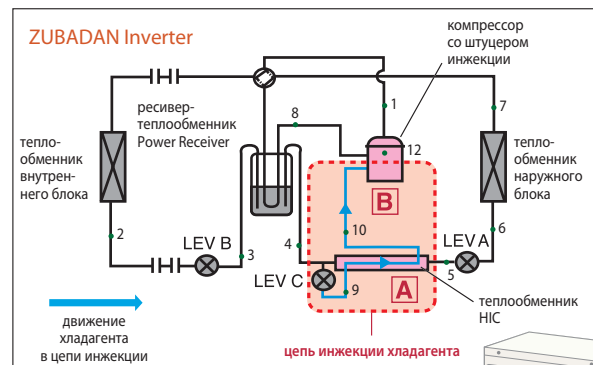 ZUBADAN Inverter
компрессор
со штуцером
инжекции
ресивер-
теплообменник
Power Receiver
1
7
8
12
тепло-
обменник
внутрен-
него блока
тепло-
обменник
наружного
блока
B
2
10
6
LEV B
3
4
LEV A
5
LEV C
9
A
теплообменник
HIC
движение
хладагента
в цепи инжекции
цепь инжекции хладагента